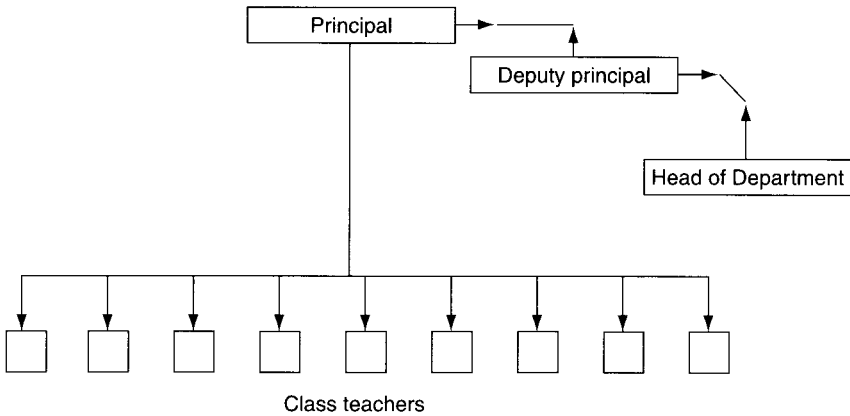 Principal
Deputy principal
Head of Department
Class teachers